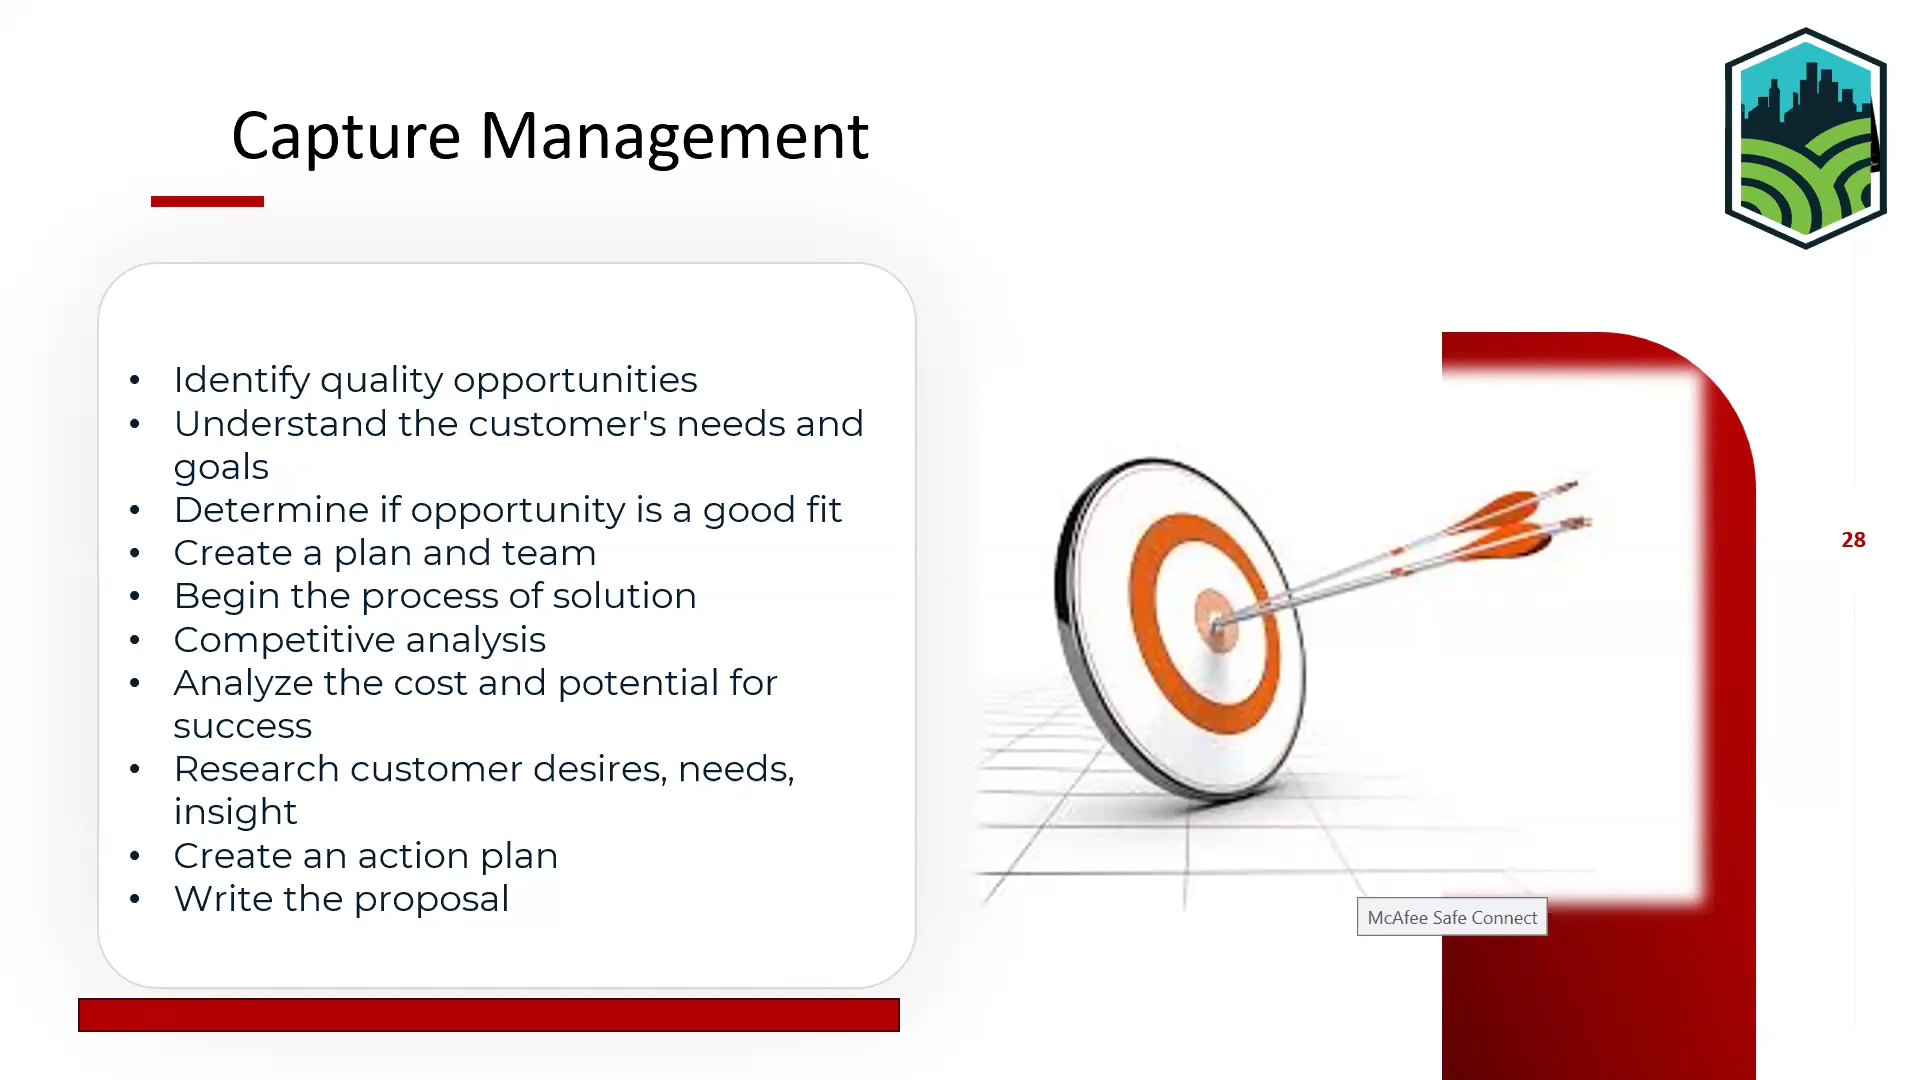 Capture Management
• Identify quality opportunities
• Understand the customer's needs and
goals
• Determine if opportunity is a good fit
• Create a plan and team
• Begin the process of solution
• Competitive analysis
• Analyze the cost and potential for
success
• Research customer desires, needs,
insight
• Create an action plan
• Write the proposal
28
McAfee Safe Connect